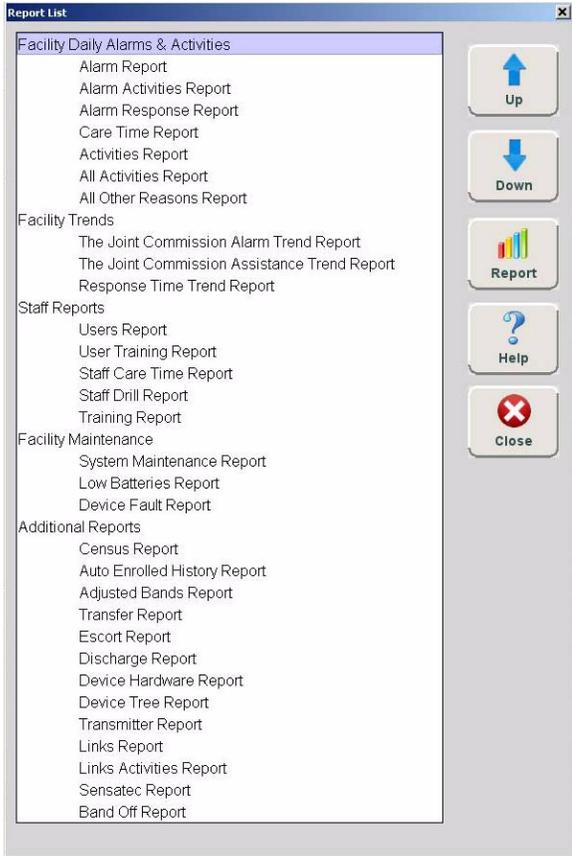 Report List
Facility Daily Alarms & Activities
Alarm Report
Alarm Activities Report
Alarm Response Report
Care Time Report
Activities Report
All Activities Report
All Other Reasons Report
Facility Trends
The Joint Commission Alarm Trend Report
The Joint Commission Assistance Trend Report
Response Time Trend Report
Staff Reports
Users Report
User Training Report
Staff Care Time Report
Staff Drill Report
Training Report
Facility Maintenance
System Maintenance Report
Low Batteries Report
Device Fault Report
Additional Reports
Census Report
Auto Enrolled History Report
Adjusted Bands Report
Transfer Report
Escort Report
Discharge Report
Device Hardware Report
Device Tree Report
Transmitter Report
Links Report
Links Activities Report
Sensatec Report
Band Off Report
Up
Down
Report
Help
Close